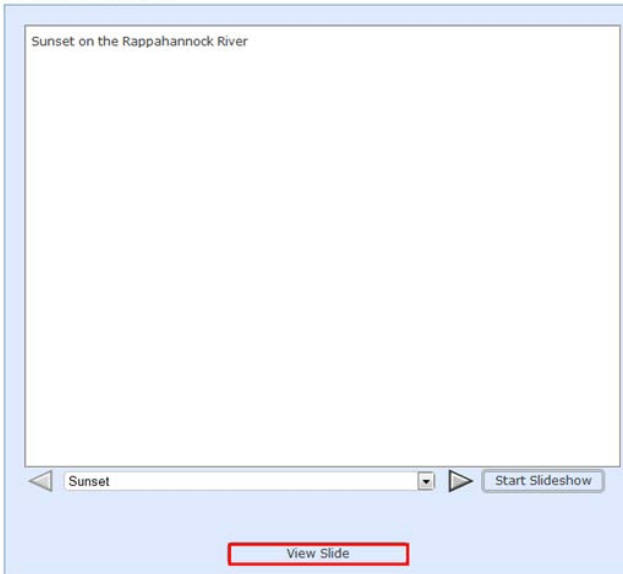 Sunset on the Rappahannock River
Sunset
Start Slideshow
View Slide